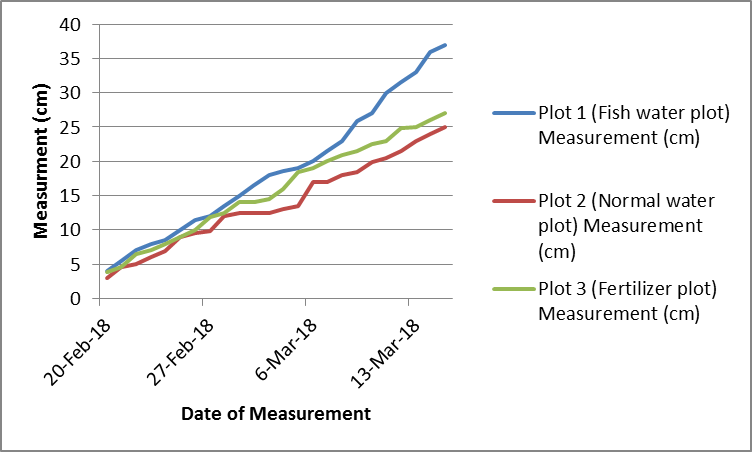 40
35
30
25
20
15
10
5
0
Measurment (cm)
20-Feb-18
27-Feb-18
6-Mar-18
13-Mar-18
Date of Measurement
Plot 1 (Fish water plot)
Measurement (cm)
Plot 2 (Normal water
plot) Measurement
(cm)
Plot 3 (Fertilizer plot)
Measurement (cm)